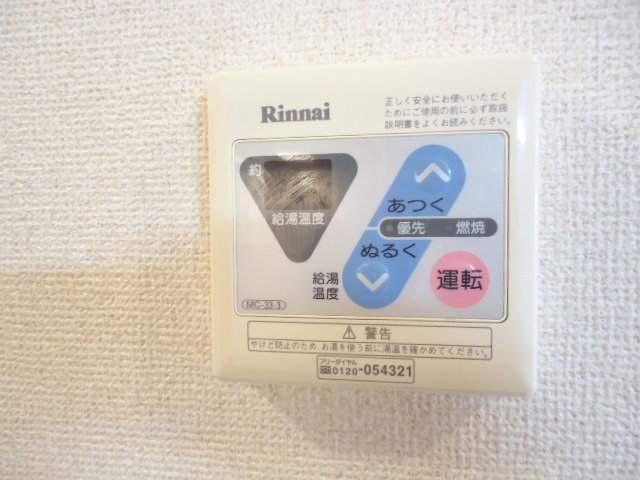 Rinnai
正しく安全にお使いいただく
ためにご使用の前に必ず取扱
説明書をよくお読みください。
約
給湯温度
あつく
優先 燃焼
ぬるく
給湯
温度
運転
MC-33-3
警告
やけど防止のため、お湯を使う前に湯温を確かめてください。
フリーダイヤル
0120-054321